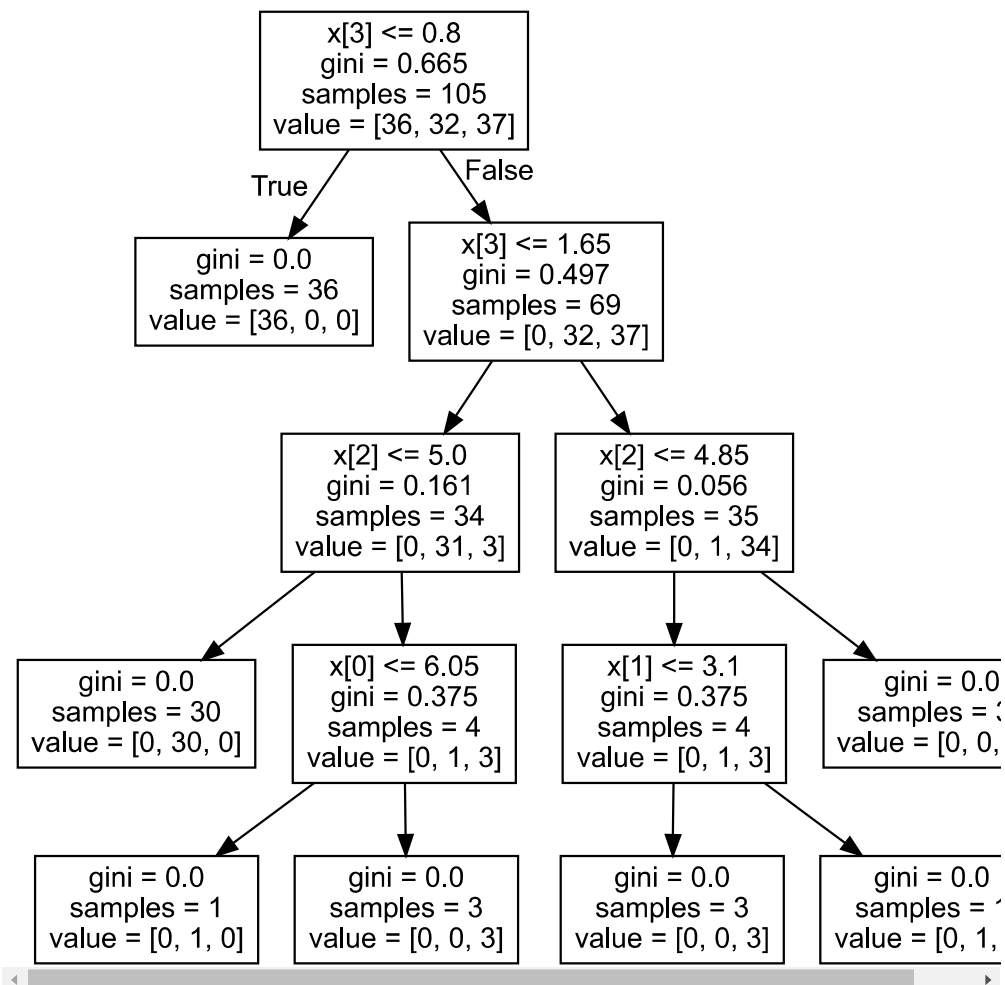 x[3] <= 0.8
gini = 0.665
samples = 105
value = [36, 32, 37]
True
False
gini = 0.0
samples = 36
value = [36, 0, 0]
x[3] <= 1.65
gini = 0.497
samples = 69
value = [0, 32, 37]
x[2] <= 5.0
gini = 0.161
samples = 34
value = [0, 31, 3]
x[2] <= 4.85
gini = 0.056
samples = 35
value = [0, 1, 34]
gini = 0.0
samples = 30
value = [0, 30, 0]
x[0] <= 6.05
gini = 0.375
samples = 4
value = [0, 1, 3]
x[1] <= 3.1
gini = 0.375
samples = 4
value = [0, 1, 3]
gini = 0.0
samples =
value = [0, 0,
gini = 0.0
samples = 1
value = [0, 1, 0]
gini = 0.0
samples = 3
value = [0, 0, 3]
gini = 0.0
samples = 3
value = [0, 0, 3]
gini = 0.0
samples =
value = [0, 1,